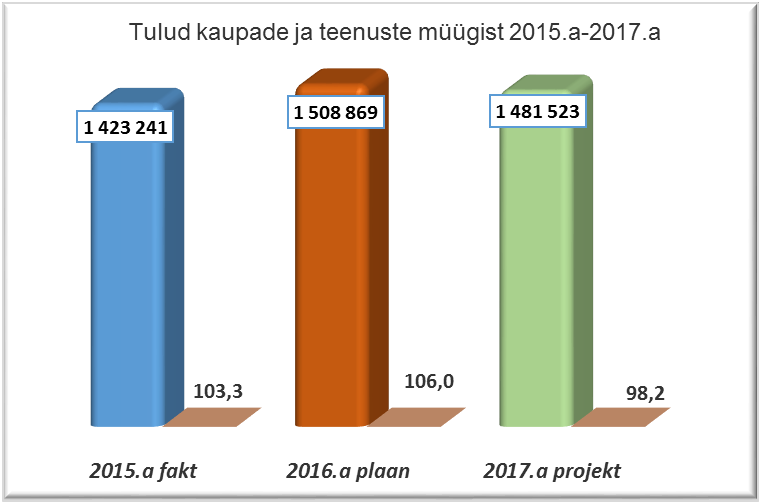 Tulud kaupade ja teenuste müügist 2015.a-2017.a
1 423 241
1 508 869
1 481 523
103,3
106,0
98,2
2015.a fakt
2016.a plaan
2017.a projekt